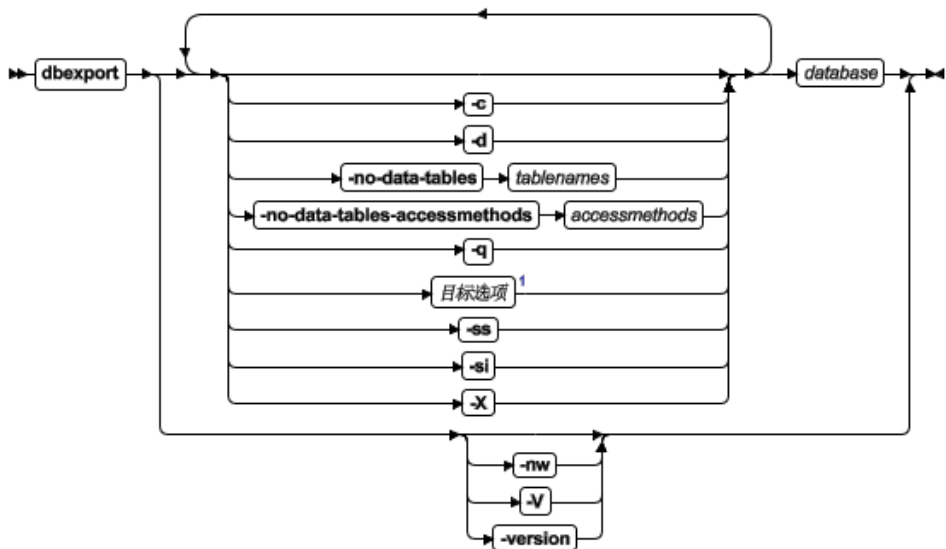 dbexport database
-c
-d
-no-data-tables tablenames
-no-data-tables-accessmethods accessmethods
-q
目标选项 1
-ss
-si
-X
-nw
-V
-version